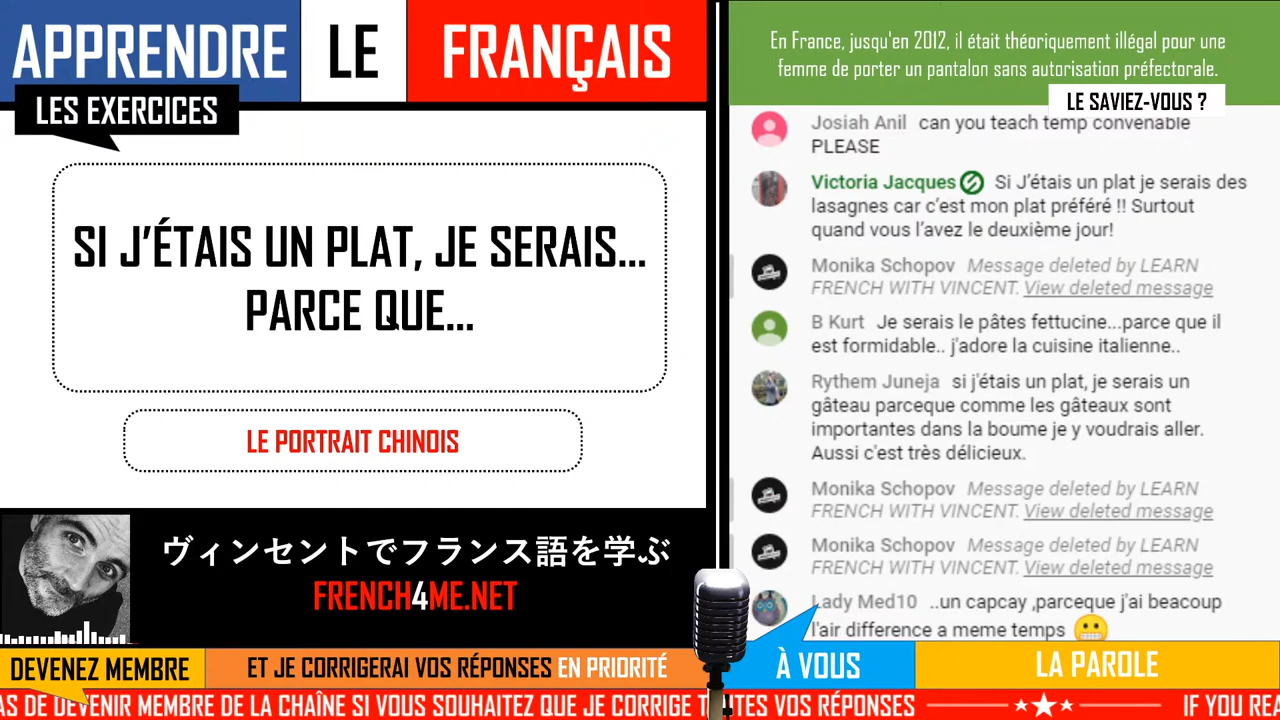 APPRENDRE LE FRANÇAIS
LES EXERCICES
SI J'ÉTAIS UN PLAT, JE SERAIS...
PARCE QUE...
LE PORTRAIT CHINOIS
ヴィンセントでフランス語を学ぶ
FRENCH4ME.NET
En France, jusqu'en 2012, il était théoriquement illégal pour une
femme de porter un pantalon sans autorisation préfectorale.
LE SAVIEZ-VOUS ?
Josiah Anil can you teach temp convenable
PLEASE
Victoria Jacques Si J'étais un plat je serais des
lasagnes car c'est mon plat préféré !! Surtout
quand vous l'avez le deuxième jour!
Monika Schopov Message deleted by LEARN
FRENCH WITH VINCENT. View deleted message
B Kurt Je serais le pâtes fettucine...parce que il
est formidable.. j'adore la cuisine italienne..
Rythem Juneja si j'étais un plat, je serais un
gâteau parceque comme les gâteaux sont
importantes dans la boume je y voudrais aller.
Aussi c'est très délicieux.
Monika Schopov Message deleted by LEARN
FRENCH WITH VINCENT. View deleted message
Monika Schopov Message deleted by LEARN
FRENCH WITH VINCENT. View deleted message
Lady Med10 ..un capcay ,parceque j'ai beacoup
l'air difference a meme temps
DEVENEZ MEMBRE ET JE CORRIGERAI VOS RÉPONSES EN PRIORITÉ
À VOUS LA PAROLE
AS DE DEVENIR MEMBRE DE LA CHAÎNE SI VOUS SOUHAITEZ QUE JE CORRIGE T TES VOS RÉPONSES IF YOU REA